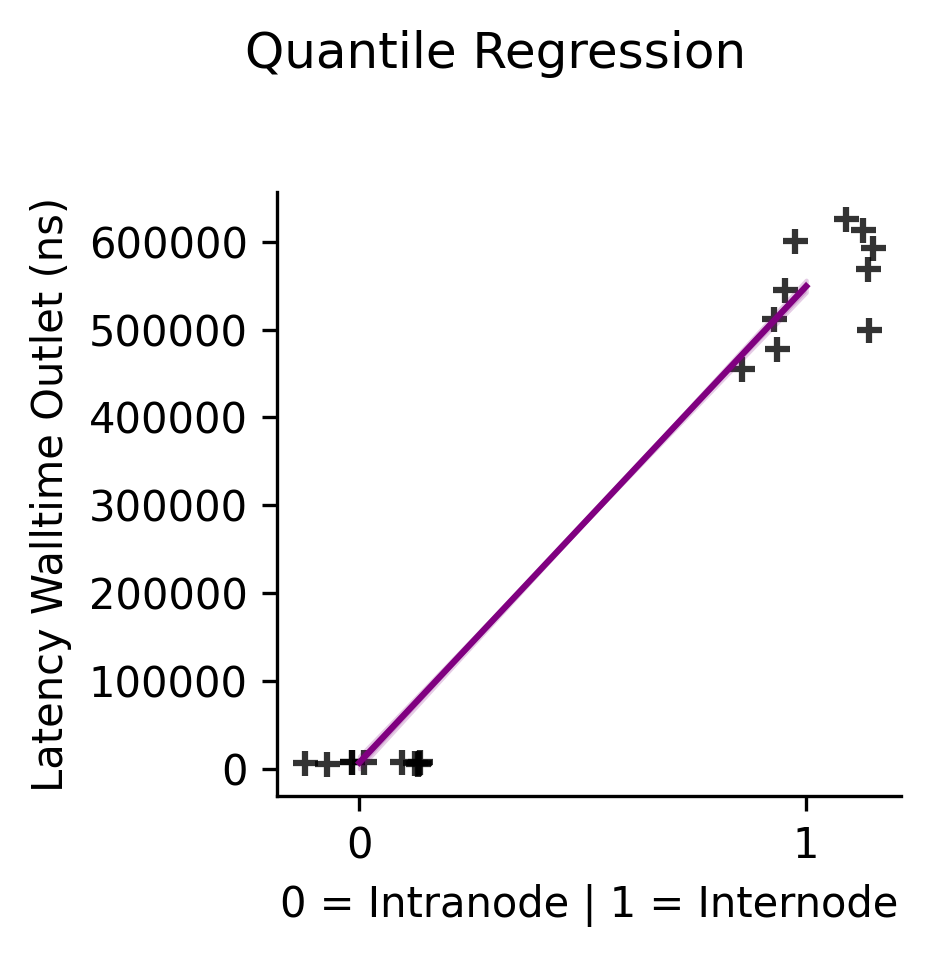 Quantile Regression
Latency Walltime Outlet (ns)
600000
500000
400000
300000
200000
100000
0
0 1
0 = Intranode | 1 = Internode